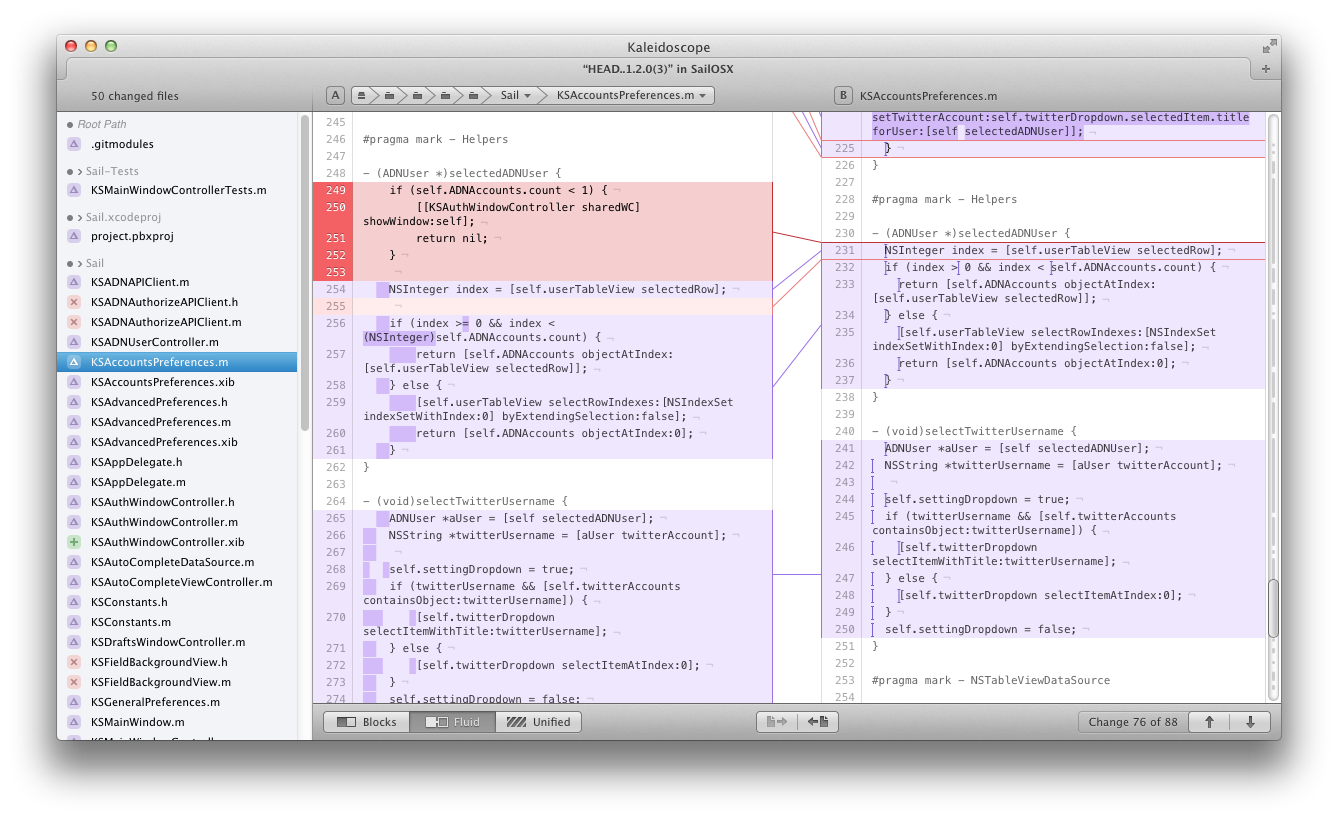 Kaleidoscope
“HEAD..1.2.0(3)” in SailOSX
50 changed files
A
Sail
KSAccountsPreferences.m
B
KSAccountsPreferences.m
Root Path
.gitmodules
Sail-Tests
KSMainWindowControllerTests.m
Sail.xcodeproj
project.pbxproj
Sail
KSADNAPIClient.m
KSADNAuthorizeAPIClient.h
KSADNAuthorizeAPIClient.m
KSADNUserController.m
KSAccountsPreferences.m
KSAccountsPreferences.xib
KSAdvancedPreferences.h
KSAdvancedPreferences.m
KSAdvancedPreferences.xib
KSAppDelegate.h
KSAppDelegate.m
KSAuthWindowController.h
KSAuthWindowController.m
KSAuthWindowController.xib
KSAutoCompleteDataSource.m
KSAutoCompleteViewController.m
KSConstants.h
KSConstants.m
KSDraftsWindowController.m
KSFieldBackgroundView.h
KSFieldBackgroundView.m
KSGeneralPreferences.m
KSMainWindow.m
245
246 #pragma mark – Helpers
247
248 – (ADNUser *)selectedADNUser {
249 if (self.ADNAccounts.count < 1) { ¬
250 [[KSAuthWindowController sharedWC]
showWindow:self]; ¬
251 return nil; ¬
252 } ¬
253 ¬
254 NSInteger index = [self.userTableView selectedRow]; ¬
255 ¬
256 if (index >= 0 && index <
(NSInteger)self.ADNAccounts.count) { ¬
257 return [self.ADNAccounts objectAtIndex:
[self.userTableView selectedRow]]; ¬
258 } else { ¬
259 [self.userTableView selectRowIndexes:[NSIndexSet
indexSetWithIndex:0] byExtendingSelection:false]; ¬
260 return [self.ADNAccounts objectAtIndex:0]; ¬
261 } ¬
262 }
263
264 – (void)selectTwitterUsername {
265 ADNUser *aUser = [self selectedADNUser]; ¬
266 NSString *twitterUsername = [aUser twitterAccount]; ¬
267 ¬
268 self.settingDropdown = true; ¬
269 if (twitterUsername && [self.twitterAccounts
containsObject:twitterUsername]) { ¬
270 [self.twitterDropdown
selectItemWithTitle:twitterUsername]; ¬
271 } else { ¬
272 [self.twitterDropdown selectItemAtIndex:0]; ¬
273 } ¬
274 self.settingDropdown = false; ¬
setTwitterAccount:self.twitterDropdown.selectedItem.title
forUser:[self selectedADNUser]]; ¬
225 } ¬
226 }
227
228 #pragma mark – Helpers
229
230 – (ADNUser *)selectedADNUser {
231 NSInteger index = [self.userTableView selectedRow]; ¬
232 if (index > 0 && index < self.ADNAccounts.count) { ¬
233 return [self.ADNAccounts objectAtIndex:
[self.userTableView selectedRow]]; ¬
234 } else { ¬
235 [self.userTableView selectRowIndexes:[NSIndexSet
indexSetWithIndex:0] byExtendingSelection:false]; ¬
236 return [self.ADNAccounts objectAtIndex:0]; ¬
237 } ¬
238 }
239
240 – (void)selectTwitterUsername {
241 ADNUser *aUser = [self selectedADNUser]; ¬
242 NSString *twitterUsername = [aUser twitterAccount]; ¬
243 ¬
244 self.settingDropdown = true; ¬
245 if (twitterUsername && [self.twitterAccounts
containsObject:twitterUsername]) { ¬
246 [self.twitterDropdown
selectItemWithTitle:twitterUsername]; ¬
247 } else { ¬
248 [self.twitterDropdown selectItemAtIndex:0]; ¬
249 } ¬
250 self.settingDropdown = false; ¬
251 }
252
253 #pragma mark – NSTableViewDataSource
254
Blocks
Fluid
Unified
Change 76 of 88